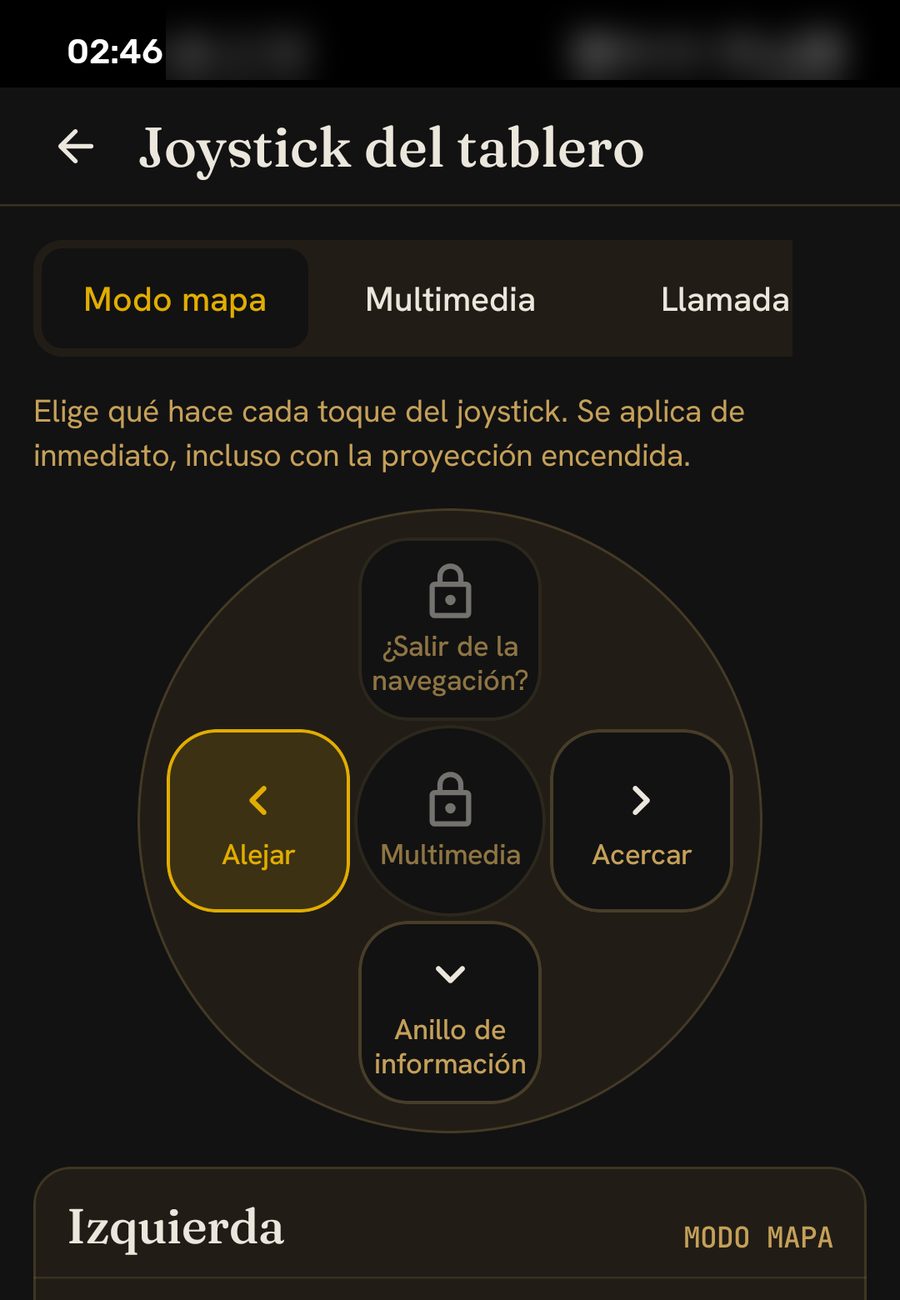 02:46
Joystick del tablero
Modo mapa
Multimedia
Llamada
Elige qué hace cada toque del joystick. Se aplica de
inmediato, incluso con la proyección encendida.
¿Salir de la
navegación?
Alejar
Multimedia
Acercar
Anillo de
información
Izquierda
MODO MAPA